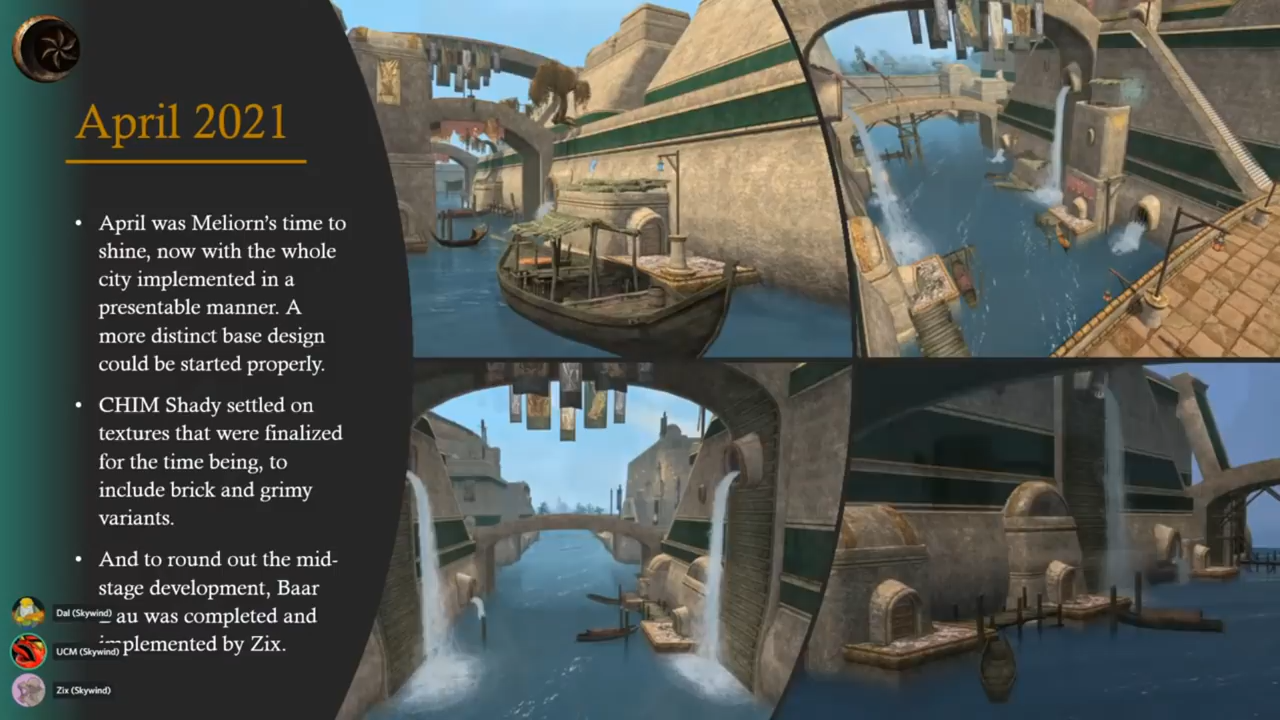 April 2021
• April was Meliorn’s time to
shine, now with the whole
city implemented in a
presentable manner. A
more distinct base design
could be started properly.
• CHIM Shady settled on
textures that were finalized
for the time being, to
include brick and grimy
variants.
• And to round out the mid-
stage development, Baar
was completed and
Dal (Skywind)
plemented by Zix.
UCM (Skywind)
Zix (Skywind)